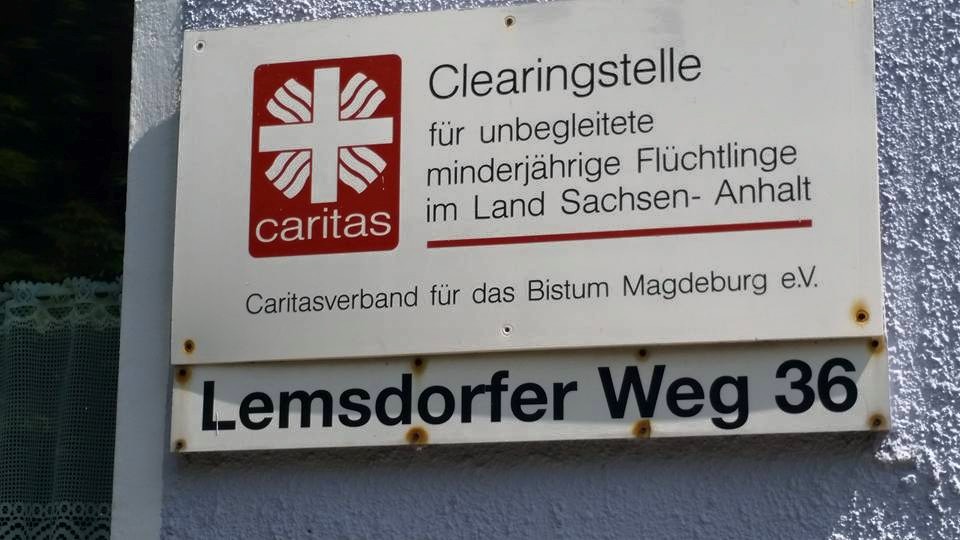 Clearingstelle
für unbegleitete
minderjährige Flüchtlinge
im Land Sachsen- Anhalt
caritas
Caritasverband für das Bistum Magdeburg e.V.
Lemsdorfer Weg 36